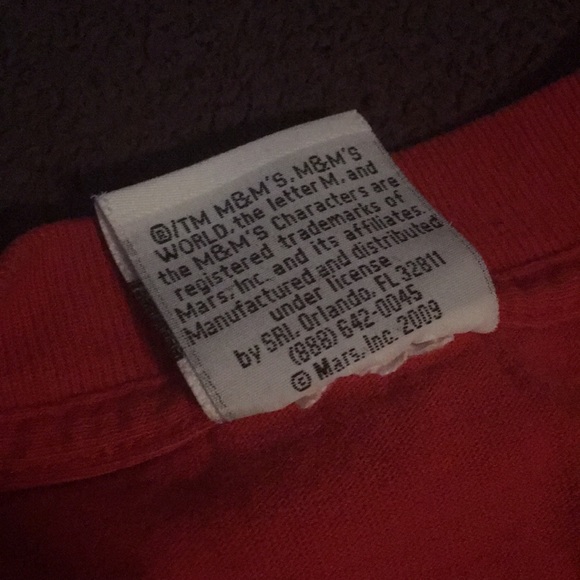 ®/TM M&M'S, M&M'S
WORLD, the letter M, and
the M&M'S Characters are
registered trademarks of
Mars, Inc. and its affiliates.
Manufactured and distributed
under license
by SRI, Orlando, FL 32811
(888) 642-0045
© Mars, Inc. 2009